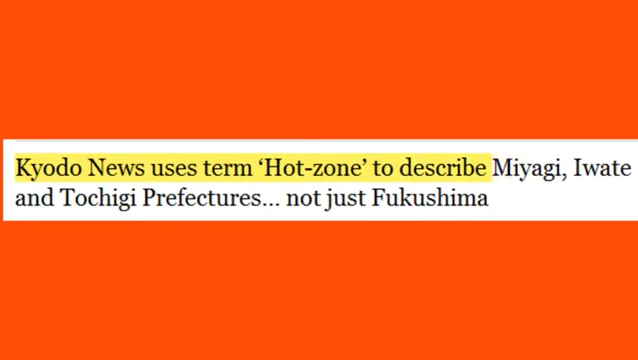 Kyodo News uses term ‘Hot-zone’ to describe Miyagi, Iwate
and Tochigi Prefectures... not just Fukushima